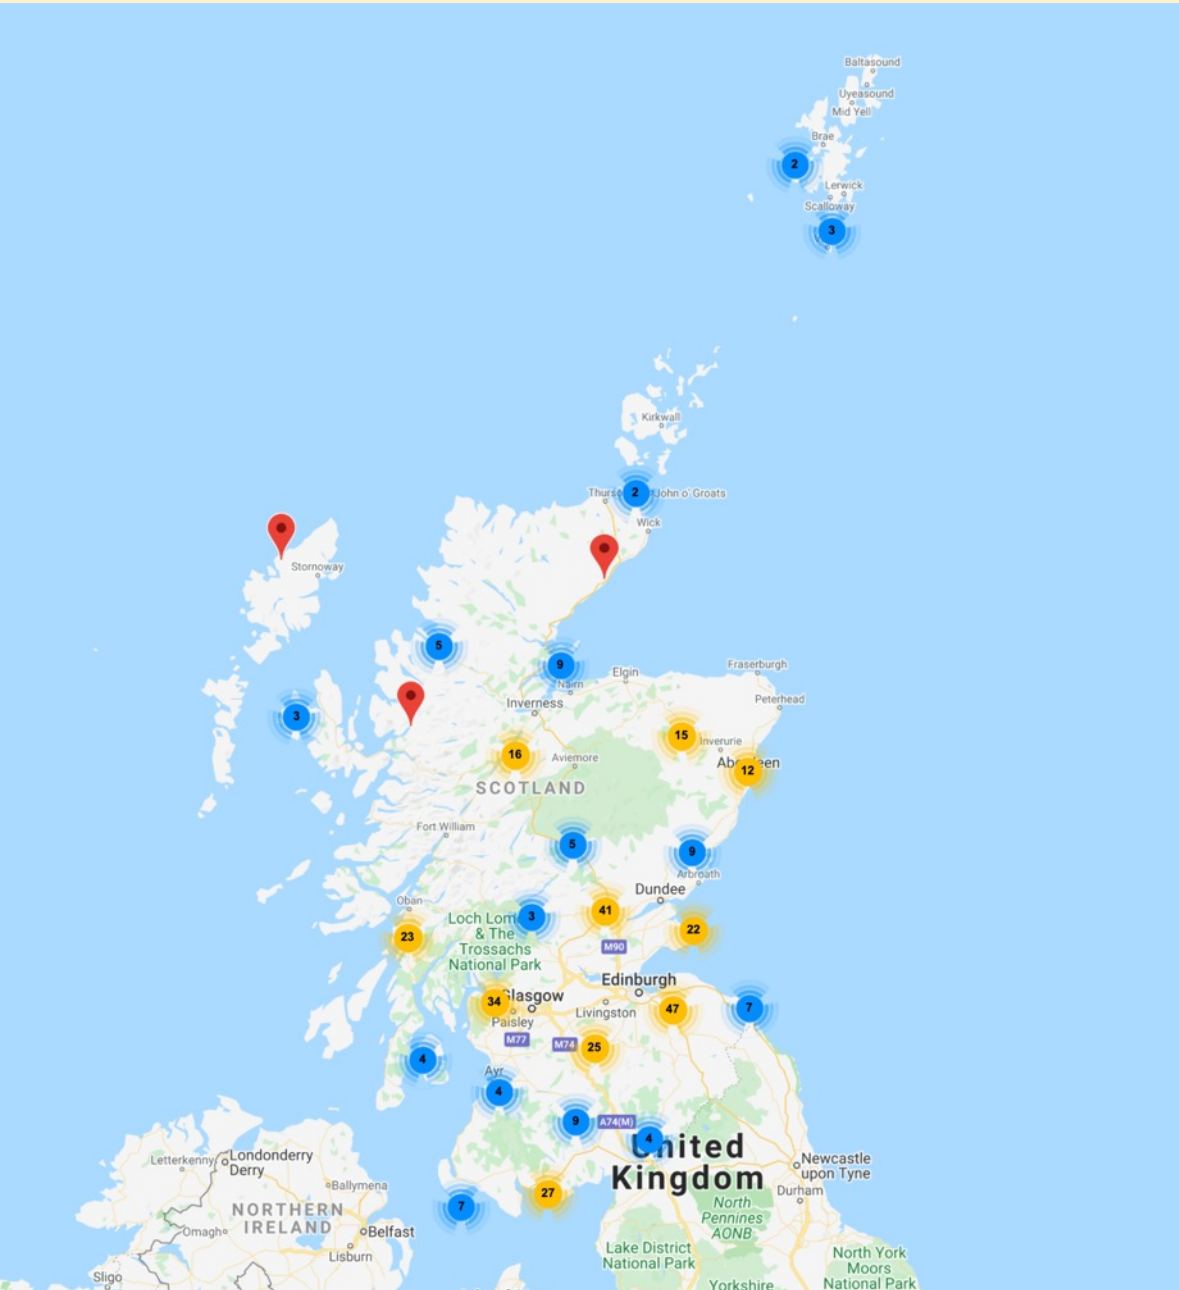 Baltasound
Uyeasound
Mid Yell
Brae
2
Lerwick
Scalloway
3
Kirkwall
2
John o' Groats
Wick
Stornoway
5
9
Nairn
Elgin
Fraserburgh
Peterhead
Inverness
3
15
Inverurie
16
Aviemore
12
SCOTLAND
Fort William
5
9
Arbroath
Dundee
Oban
41
3
22
23
& The
Trossachs
National Park
M90
Edinburgh
34
Glasgow
Livingston
47
7
Paisley
M77
M74
25
4
Ayr
4
9
A74(M)
4
United
Kingdom
Londonderry
Derry
Letterkenny
Ballymena
NORTHERN
IRELAND
Omagh
Belfast
Lisburn
Sligo
7
27
Newcastle
upon Tyne
Durham
North
Pennines
AONB
Lake District
National Park
North York
Moors
National Park
Yorkshire